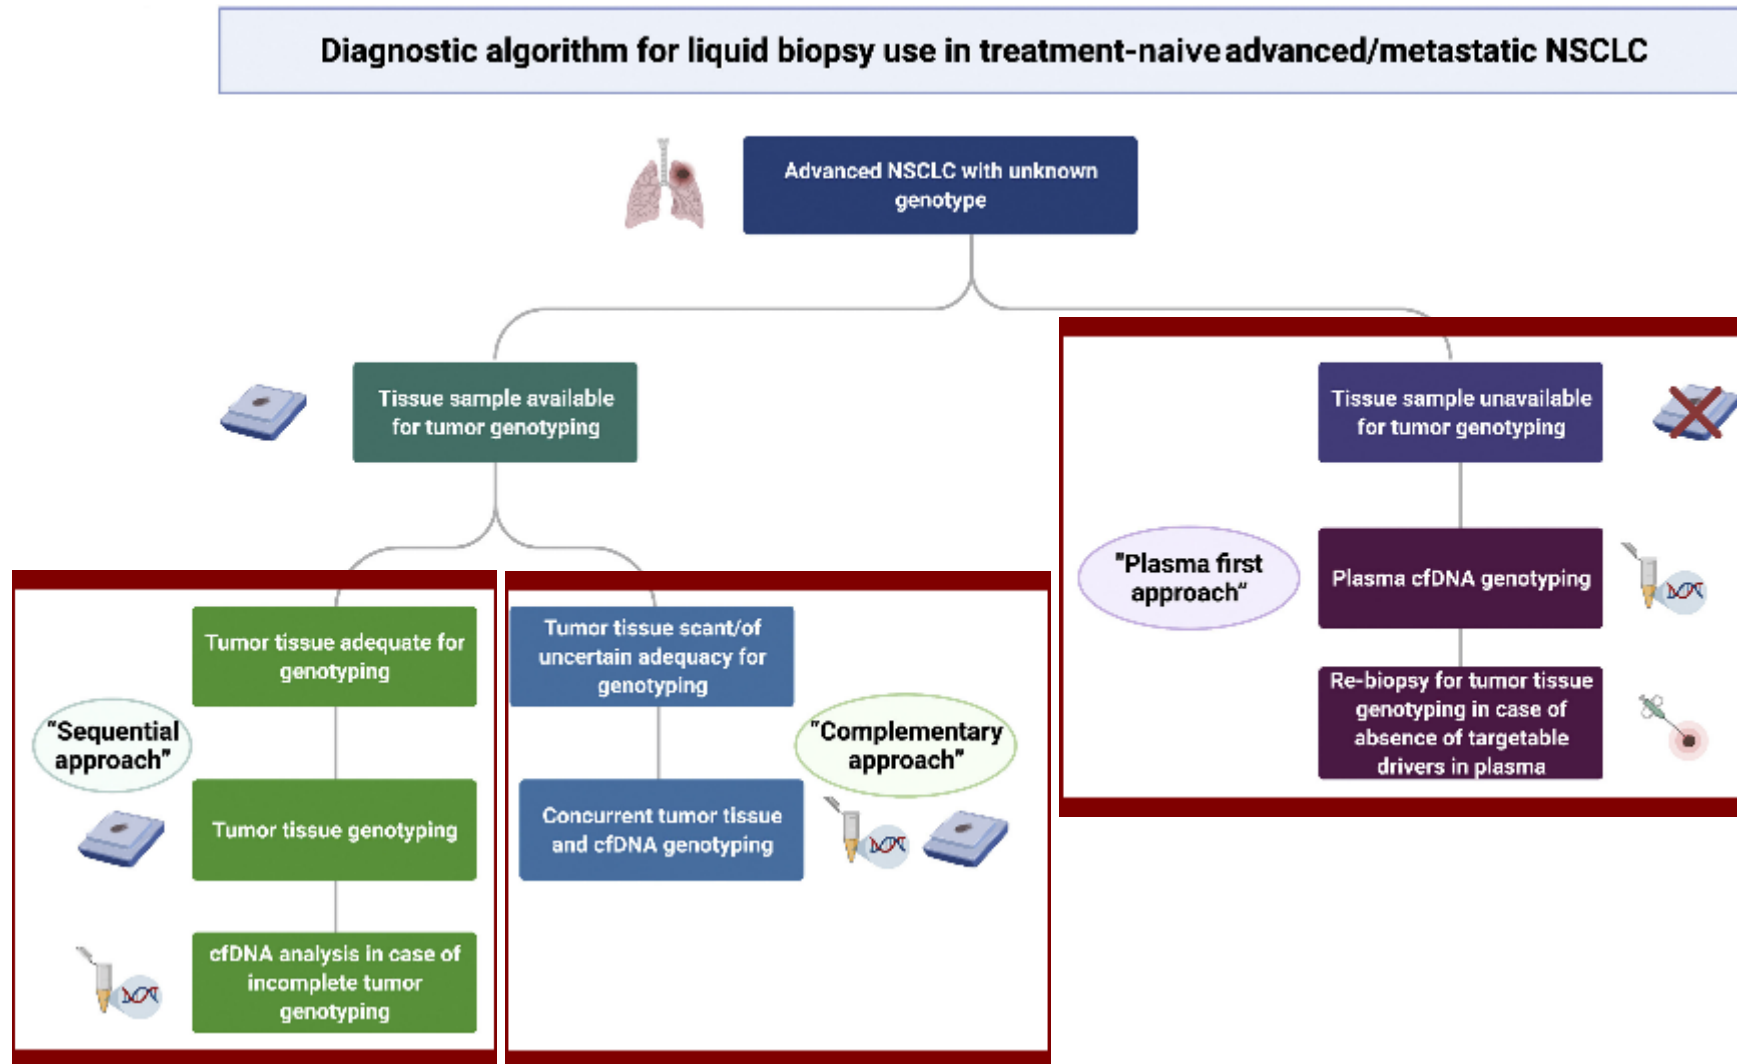 Diagnostic algorithm for liquid biopsy use in treatment-naive advanced/metastatic NSCLC
Advanced NSCLC with unknown
genotype
Tissue sample available
for tumor genotyping
Tissue sample unavailable
for tumor genotyping
Tumor tissue adequate for
genotyping
"Sequential
approach"
Tumor tissue genotyping
cfDNA analysis in case of
incomplete tumor
genotyping
Tumor tissue scant/of
uncertain adequacy for
genotyping
"Complementary
approach"
Concurrent tumor tissue
and cfDNA genotyping
"Plasma first
approach"
Plasma cfDNA genotyping
Re-biopsy for tumor tissue
genotyping in case of
absence of targetable
drivers in plasma